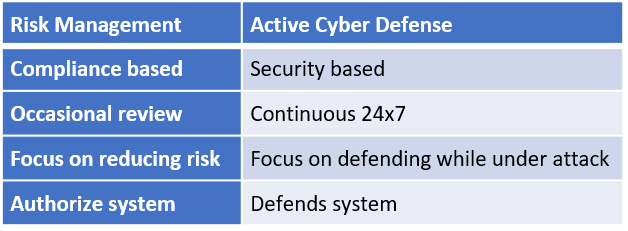 Risk Management Active Cyber Defense
Compliance based Security based
Occasional review Continuous 24x7
Focus on reducing risk Focus on defending while under attack
Authorize system Defends system